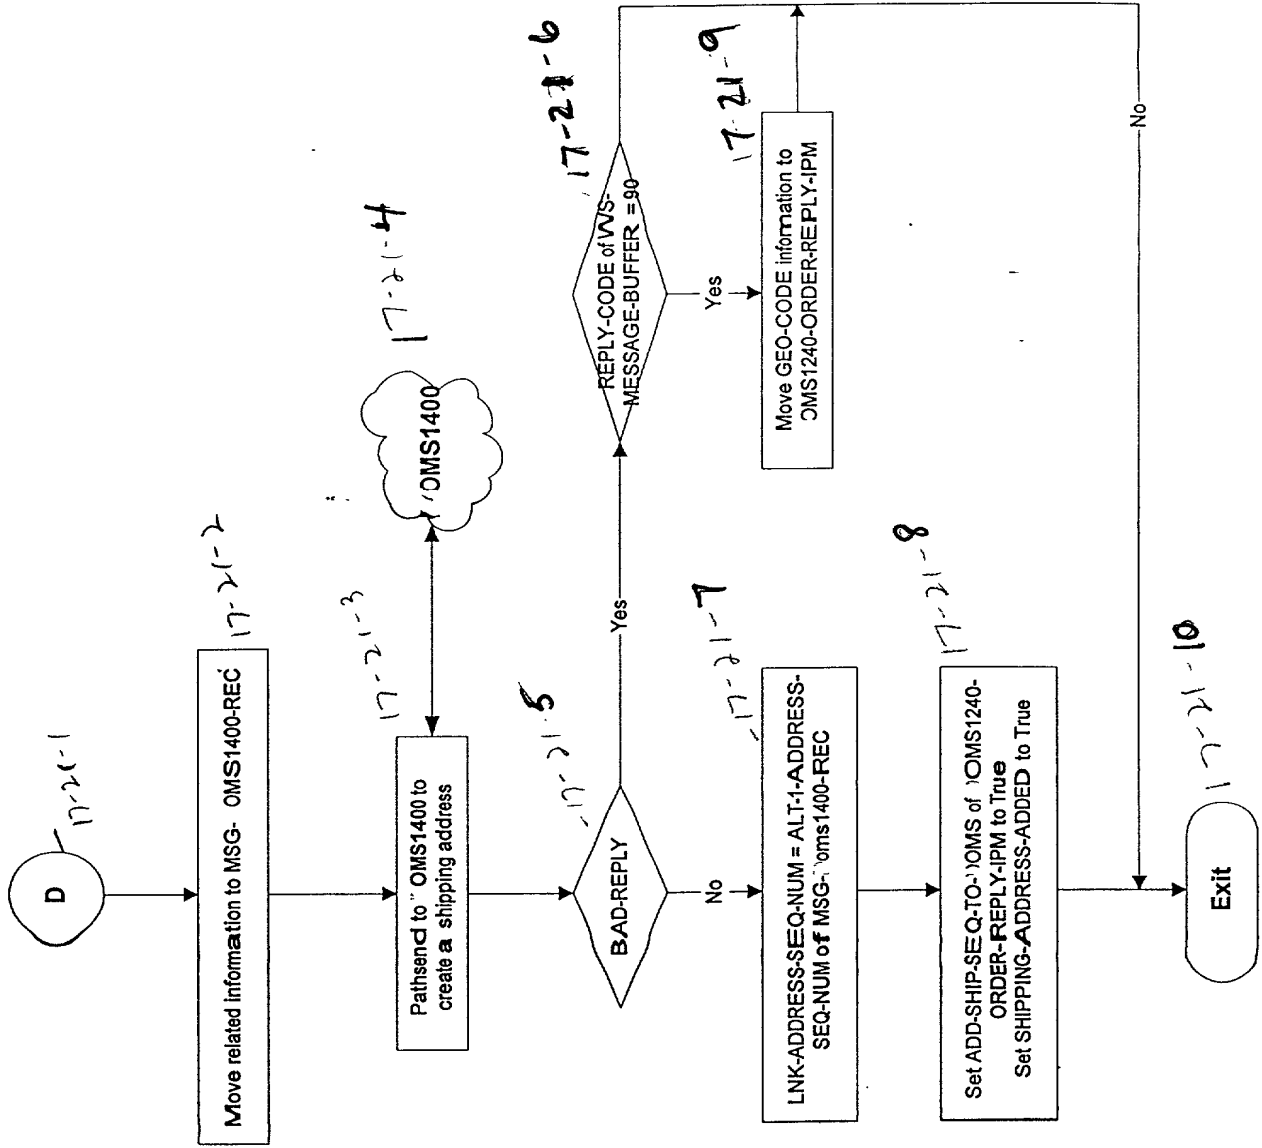 D
17-21-1
Move related information to MSG- OMS1400-REC
17-21-2
Pathsend to OMS1400 to
create a shipping address
17-21-3
OMS1400
17-21-4
BAD-REPLY
17-21-5
Yes
REPLY-CODE of WS-
MESSAGE-BUFFER = 90
17-21-6
No
LNK-ADDRESS-SEQ-NUM = ALT-1-ADDRESS-
SEQ-NUM of MSG- oms1400-REC
17-21-7
Yes
Move GEO-CODE information to
OMS1240-ORDER-REPLY-IPM
17-21-9
Set ADD-SHIP-SEQ-TO- OMS of OMS1240-
ORDER-REPLY-IPM to True
Set SHIPPING-ADDRESS-ADDED to True
17-21-8
No
Exit
17-21-10